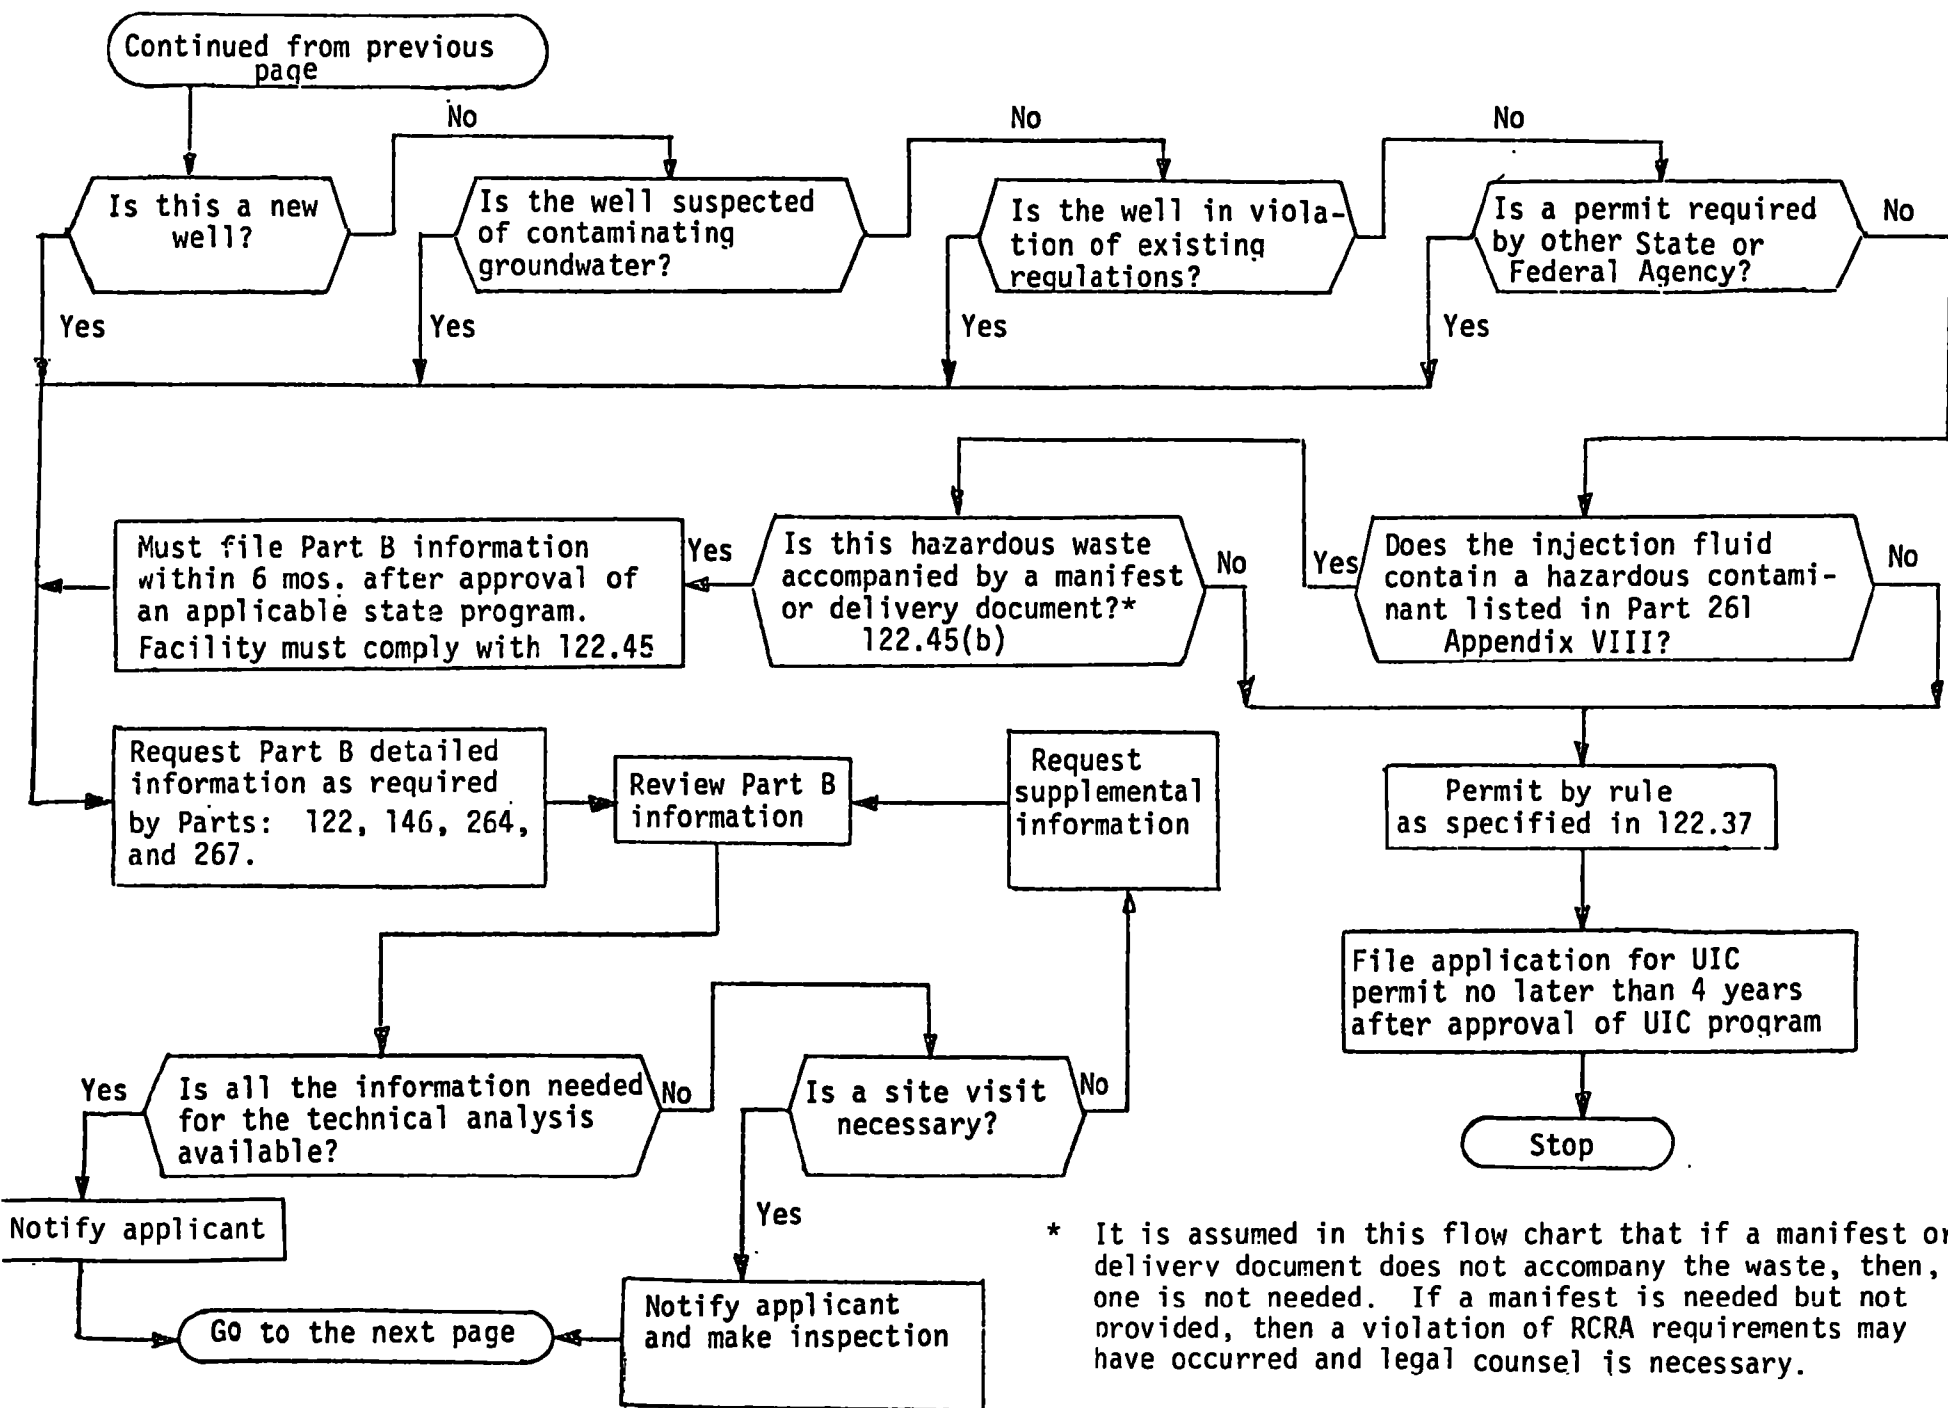 Continued from previous
page
No
No
No
Is this a new
well?
Is the well suspected
of contaminating
groundwater?
Is the well in viola-
tion of existing
regulations?
Is a permit required
by other State or
Federal Agency?
No
Yes
Yes
Yes
Yes
Must file Part B information
within 6 mos. after approval of
an applicable state program.
Facility must comply with 122.45
Yes
Is this hazardous waste
accompanied by a manifest
or delivery document?*
122.45(b)
No
Yes
Does the injection fluid
contain a hazardous contami-
nant listed in Part 261
Appendix VIII?
No
Request Part B detailed
information as required
by Parts: 122, 146, 264,
and 267.
Review Part B
information
Request
supplemental
information
Permit by rule
as specified in 122.37
File application for UIC
permit no later than 4 years
after approval of UIC program
Stop
Yes
Is all the information needed
for the technical analysis
available?
No
Is a site visit
necessary?
No
Yes
Notify applicant
Go to the next page
Notify applicant
and make inspection
* It is assumed in this flow chart that if a manifest or
delivery document does not accompany the waste, then,
one is not needed. If a manifest is needed but not
provided, then a violation of RCRA requirements may
have occurred and legal counsel is necessary.